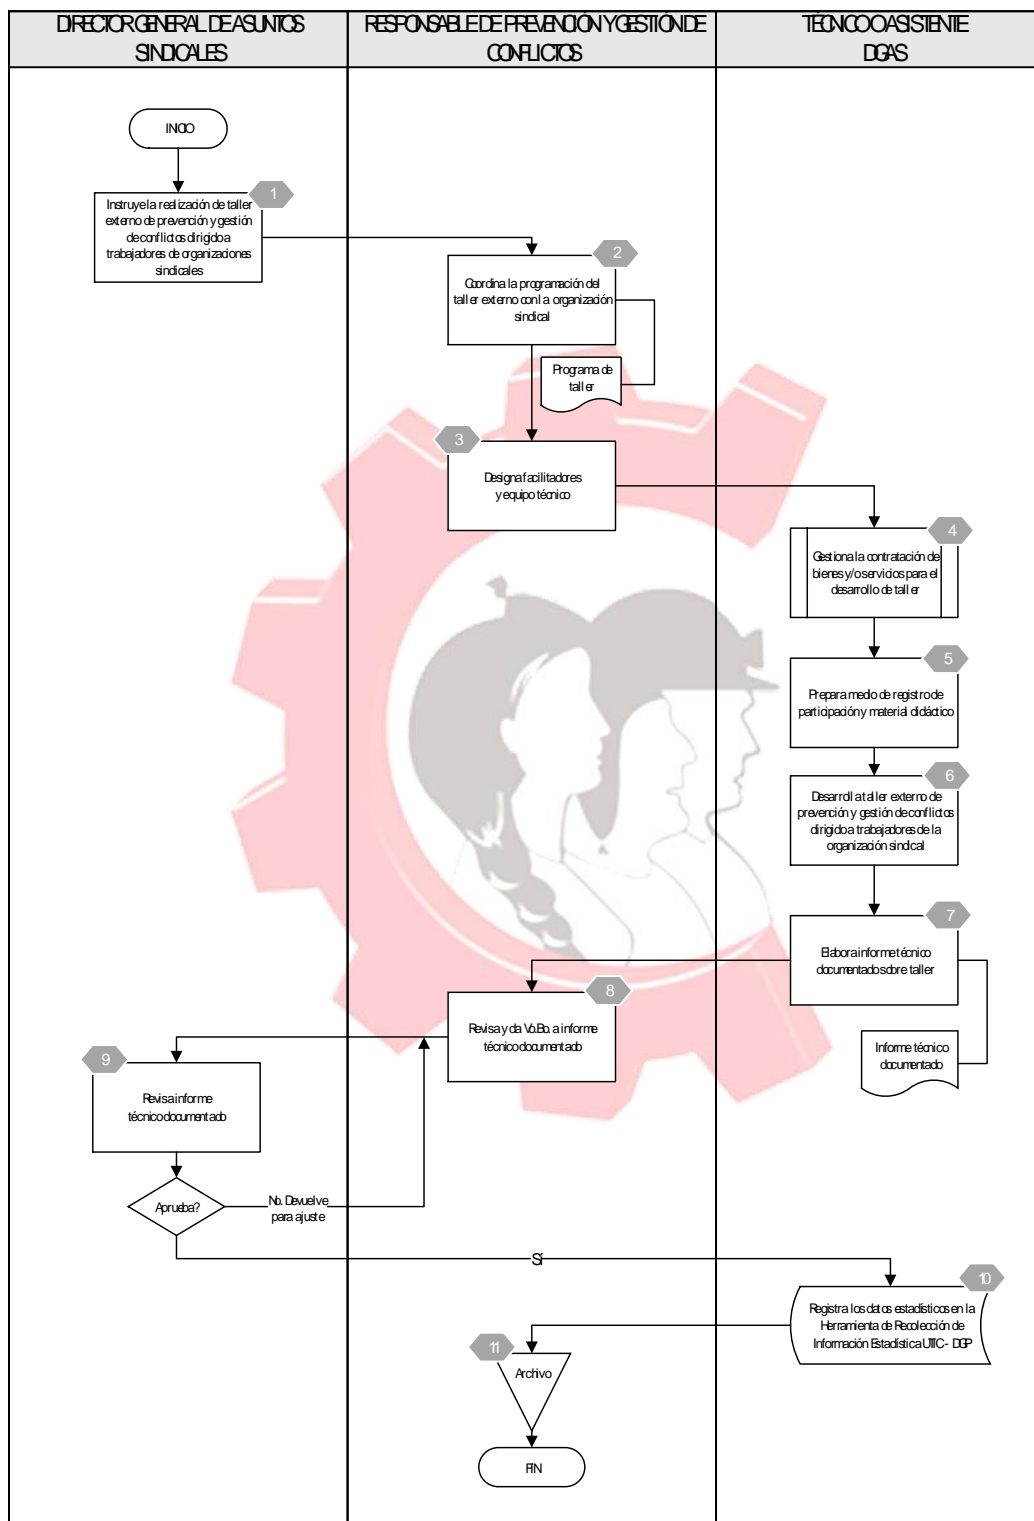 DIRECTOR GENERAL DE ASUNTOS
SINDICALES
RESPONSABLE DE PREVENCIÓN Y GESTIÓN DE
CONFLICTOS
TÉCNICO O ASISTENTE
DGAS
INICIO
1
Instruye la realización de taller
externo de prevención y gestión
de conflictos dirigido a
trabajadores de organizaciones
sindicales
2
Coordina la programación del
taller externo con la organización
sindical
Programa de
taller
3
Designa facilitadores
y equipo técnico
4
Gestiona la contratación de
bienes y/o servicios para el
desarrollo de taller
5
Prepara medio de registro de
participación y material didáctico
6
Desarrolla taller externo de
prevención y gestión de conflictos
dirigido a trabajadores de la
organización sindical
7
Elabora informe técnico
documentado sobre taller
Informe técnico
documentado
8
Revisa y da Vo.Bo. a informe
técnico documentado
9
Revisa informe
técnico documentado
Aprueba?
No. Devuelve
para ajuste
Sí
10
Registra los datos estadísticos en la
Herramienta de Recolección de
Información Estadística UTIC - DGP
11
Archivo
FIN